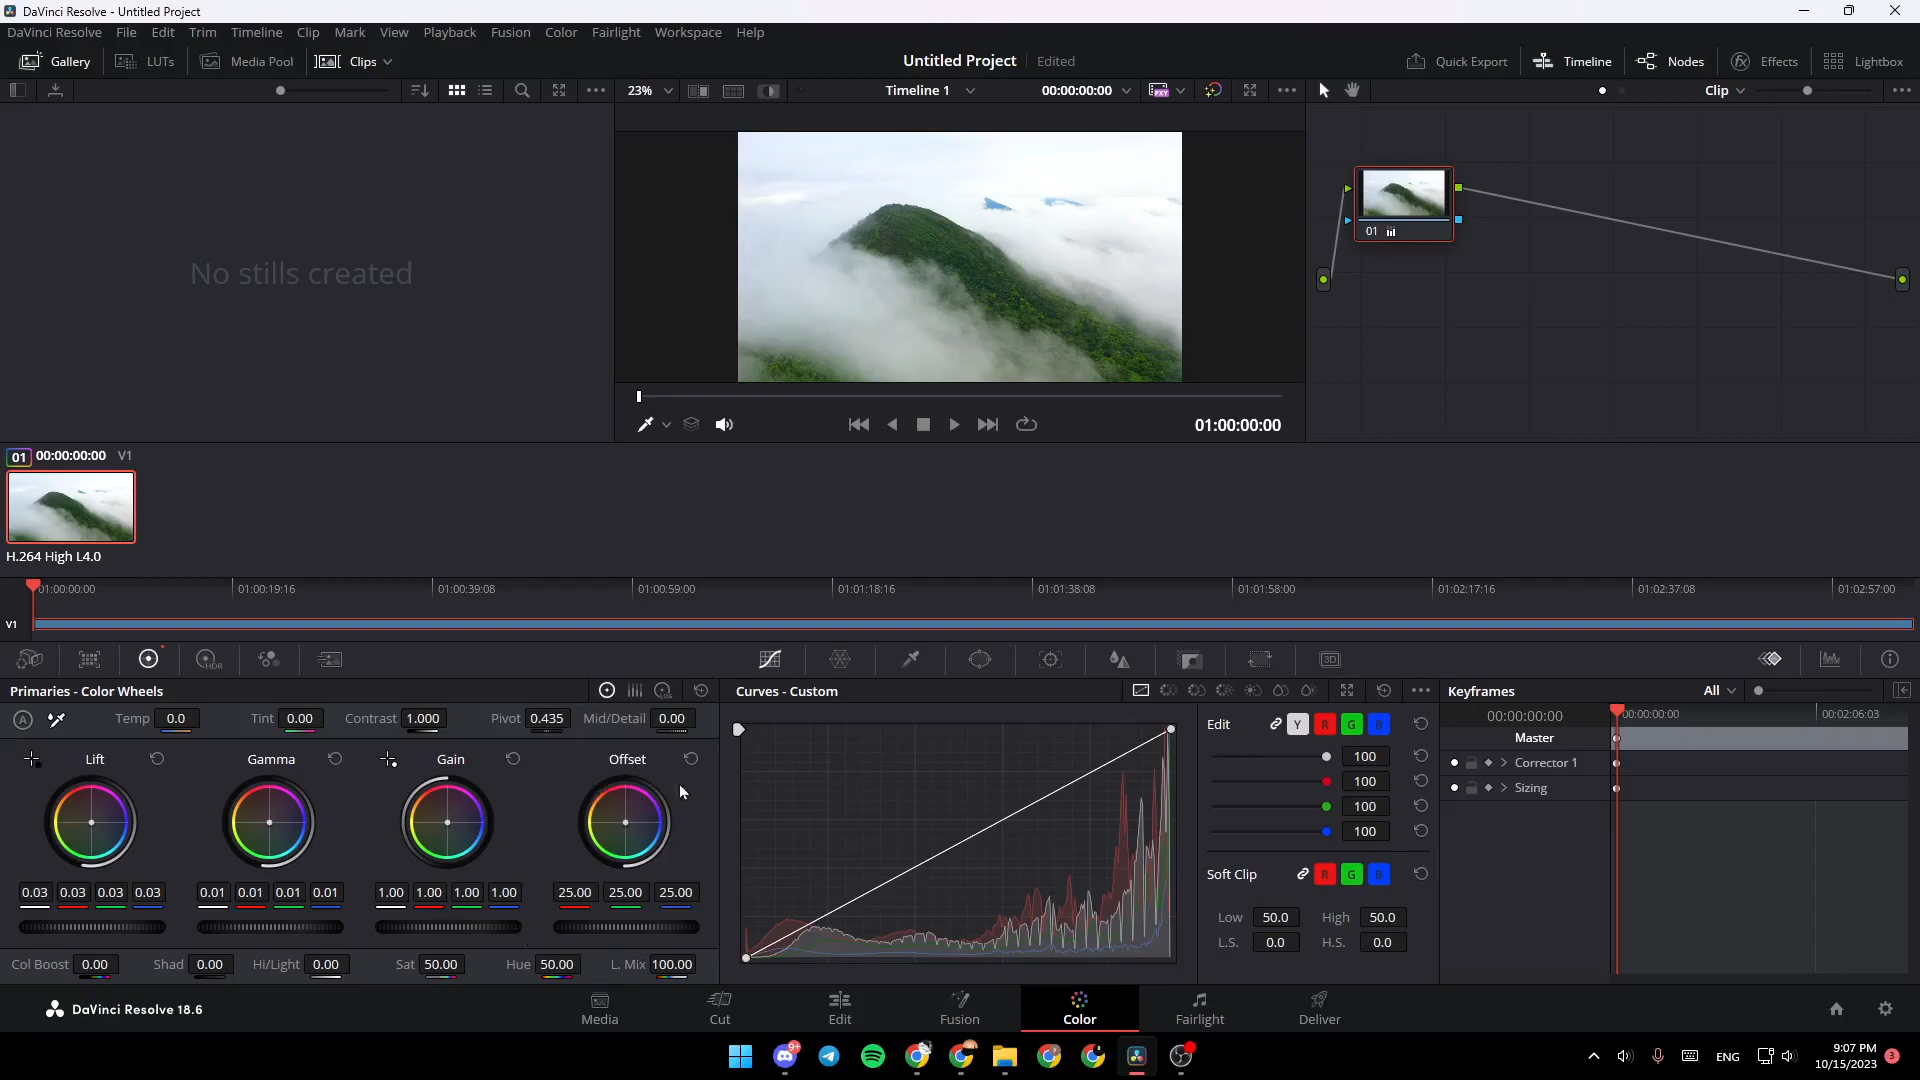 DaVinci Resolve - Untitled Project
DaVinci Resolve File Edit Trim Timeline Clip Mark View Playback Fusion Color Fairlight Workspace Help
Gallery LUTs Media Pool Clips Untitled Project Edited Quick Export Timeline Nodes Effects Lightbox
23% Timeline 1 00:00:00:00 Clip
No stills created
01
01:00:00:00
01 00:00:00:00 V1
H.264 High L4.0
01:00:00:00 01:00:19:16 01:00:39:08 01:00:59:00 01:01:18:16 01:01:38:08 01:01:58:00 01:02:17:16 01:02:37:08 01:02:57:00
V1
HDR 3D
Primaries - Color Wheels LOG Curves - Custom Keyframes All
A Temp 0.0 Tint 0.00 Contrast 1.000 Pivot 0.435 Mid/Detail 0.00
Edit Y R G B
00:00:00:00 00:00:00:00 00:02:06:03
Master
Lift Gamma Gain Offset
100
Corrector 1
100
Sizing
100
100
Soft Clip R G B
0.03 0.03 0.03 0.03 0.01 0.01 0.01 0.01 1.00 1.00 1.00 1.00 25.00 25.00 25.00
Low 50.0 High 50.0
L.S. 0.0 H.S. 0.0
Col Boost 0.00 Shad 0.00 Hi/Light 0.00 Sat 50.00 Hue 50.00 L. Mix 100.00
DaVinci Resolve 18.6 Media Cut Edit Fusion Color Fairlight Deliver
9+
ENG 9:07 PM
10/15/2023 3